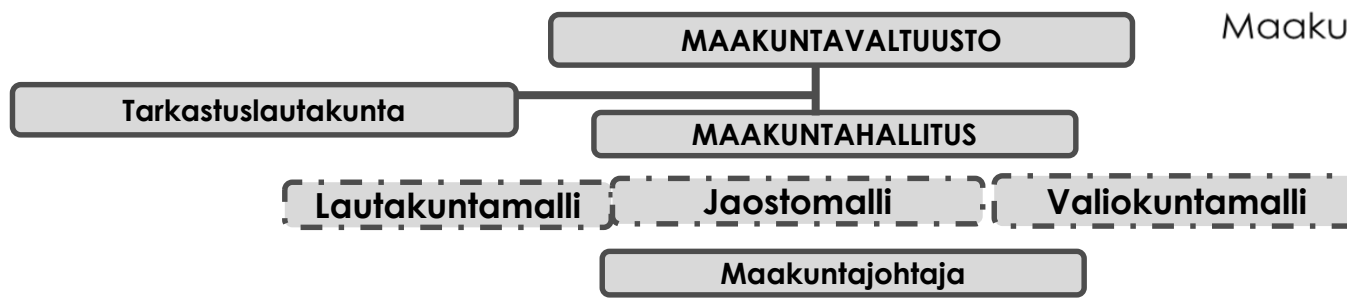 MAAKUNTAVALTUUSTO
Maaku
Tarkastuslautakunta
MAAKUNTAHALLITUS
Lautakuntamalli
Jaostomalli
Valiokuntamalli
Maakuntajohtaja